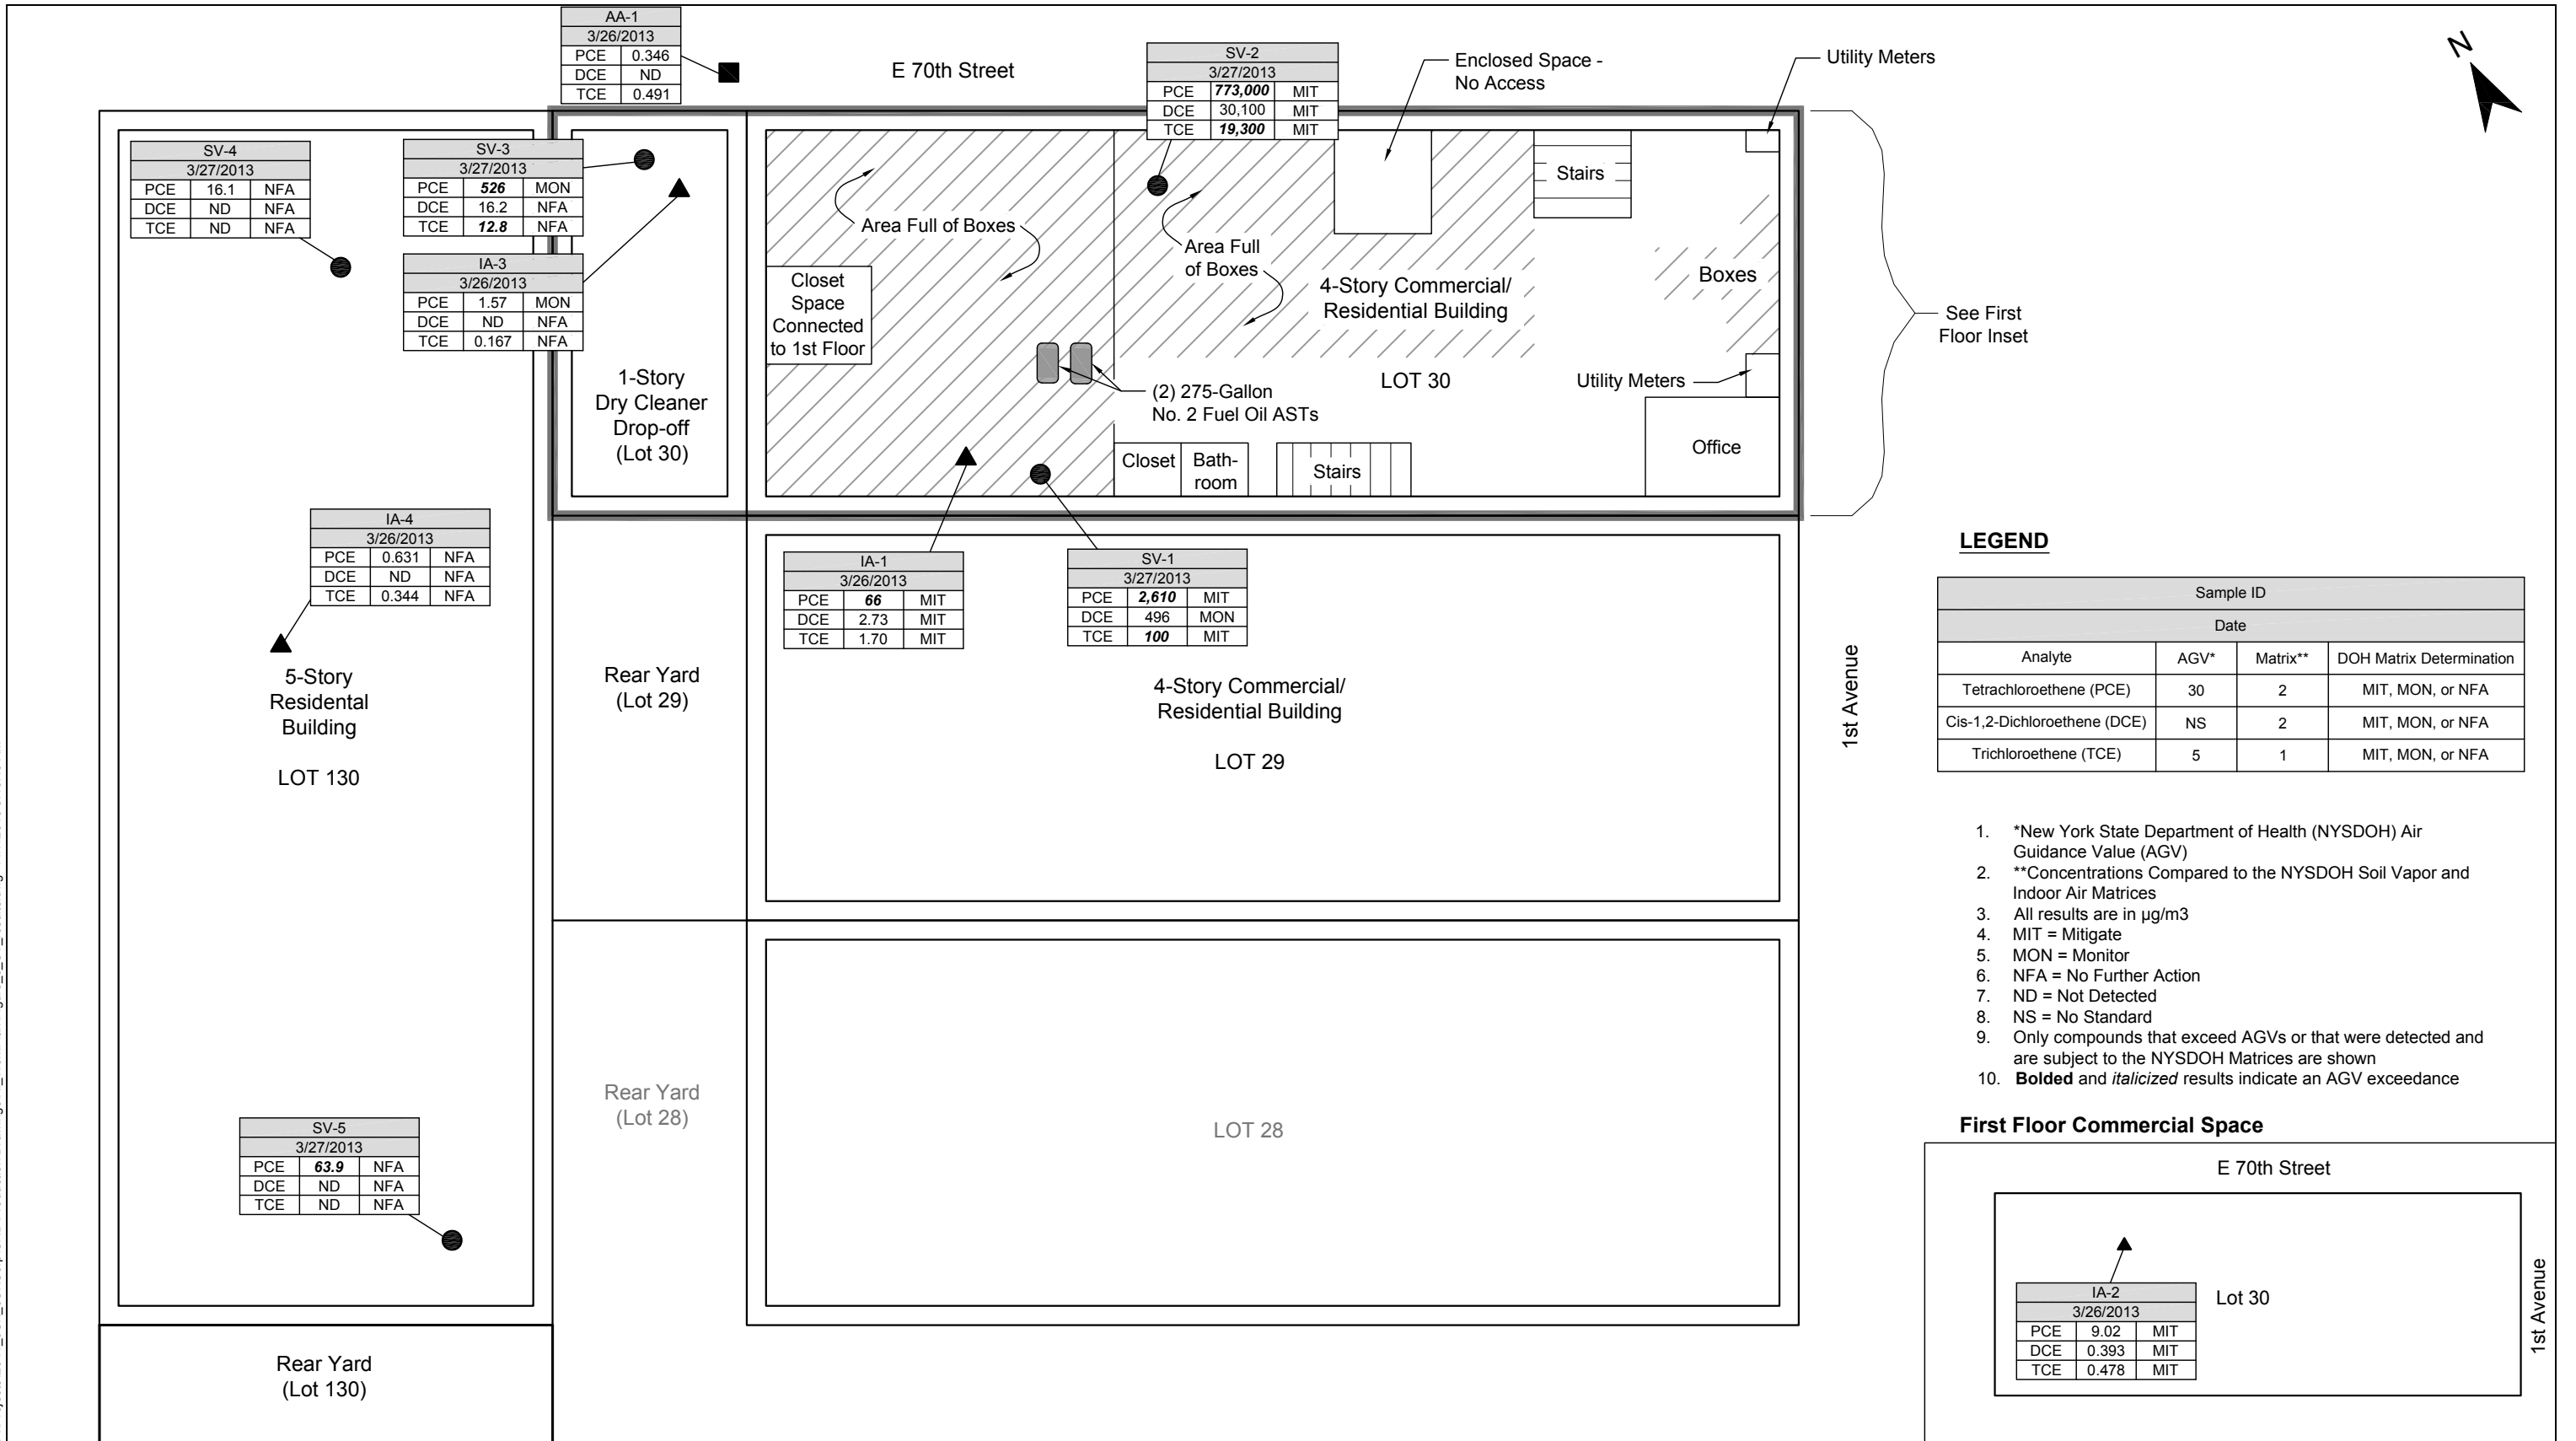 AA-1
3/26/2013
PCE 0.346
DCE ND
TCE 0.491
E 70th Street
SV-2
3/27/2013
PCE 773,000 MIT
DCE 30,100 MIT
TCE 19,300 MIT
Enclosed Space -
No Access
Utility Meters
N
SV-4
3/27/2013
PCE 16.1 NFA
DCE ND NFA
TCE ND NFA
SV-3
3/27/2013
PCE 526 MON
DCE 16.2 NFA
TCE 12.8 NFA
IA-3
3/26/2013
PCE 1.57 MON
DCE ND NFA
TCE 0.167 NFA
Area Full of Boxes
Area Full
of Boxes
Stairs
Closet
Space
Connected
to 1st Floor
4-Story Commercial/
Residential Building
LOT 30
Boxes
See First
Floor Inset
1-Story
Dry Cleaner
Drop-off
(Lot 30)
(2) 275-Gallon
No. 2 Fuel Oil ASTs
Utility Meters
Closet
Bath-
room
Stairs
Office
IA-4
3/26/2013
PCE 0.631 NFA
DCE ND NFA
TCE 0.344 NFA
5-Story
Residental
Building
LOT 130
Rear Yard
(Lot 29)
IA-1
3/26/2013
PCE 66 MIT
DCE 2.73 MIT
TCE 1.70 MIT
SV-1
3/27/2013
PCE 2,610 MIT
DCE 496 MON
TCE 100 MIT
4-Story Commercial/
Residential Building
LOT 29
1st Avenue
Rear Yard
(Lot 28)
LOT 28
SV-5
3/27/2013
PCE 63.9 NFA
DCE ND NFA
TCE ND NFA
Rear Yard
(Lot 130)
LEGEND
Sample ID
Date
Analyte AGV* Matrix** DOH Matrix Determination
Tetrachloroethene (PCE) 30 2 MIT, MON, or NFA
Cis-1,2-Dichloroethene (DCE) NS 2 MIT, MON, or NFA
Trichloroethene (TCE) 5 1 MIT, MON, or NFA
1. *New York State Department of Health (NYSDOH) Air
Guidance Value (AGV)
2. **Concentrations Compared to the NYSDOH Soil Vapor and
Indoor Air Matrices
3. All results are in µg/m3
4. MIT = Mitigate
5. MON = Monitor
6. NFA = No Further Action
7. ND = Not Detected
8. NS = No Standard
9. Only compounds that exceed AGVs or that were detected and
are subject to the NYSDOH Matrices are shown
10. Bolded and italicized results indicate an AGV exceedance
First Floor Commercial Space
E 70th Street
IA-2
3/26/2013
PCE 9.02 MIT
DCE 0.393 MIT
TCE 0.478 MIT
Lot 30
1st Avenue